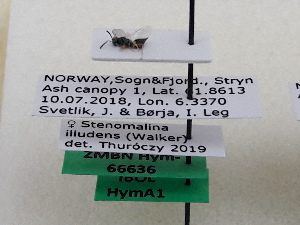 NORWAY,Sogn&Fjord., Stryn
Ash canopy 1, Lat. 61.8613
10.07.2018, Lon. 6.3370
Svetlik, J. & Børja, I. Leg
♀ Stenomalina
illudens (Walker)
det. Thuróczy 2019
ZMBN Hym-
66636
IBOL
HymA1